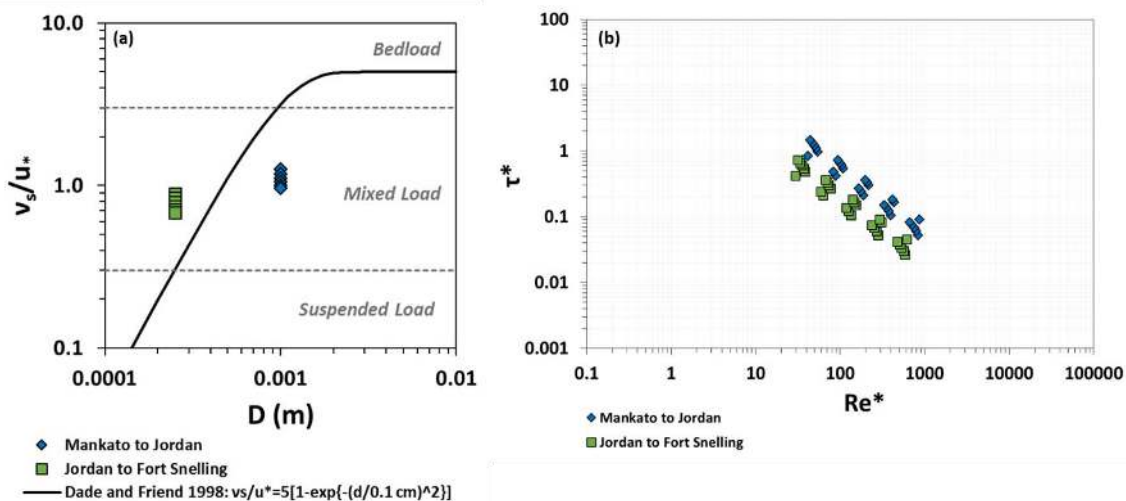 (a)
Bedload
Mixed Load
Suspended Load
10.0
1.0
0.1
vs/u*
0.0001
0.001
0.01
D (m)
Mankato to Jordan
Jordan to Fort Snelling
Dade and Friend 1998: vs/u*=5[1-exp{-(d/0.1 cm)^2}]
(b)
100
10
1
0.1
0.01
0.001
τ*
0.1
1
10
100
1000
10000
100000
Re*
Mankato to Jordan
Jordan to Fort Snelling